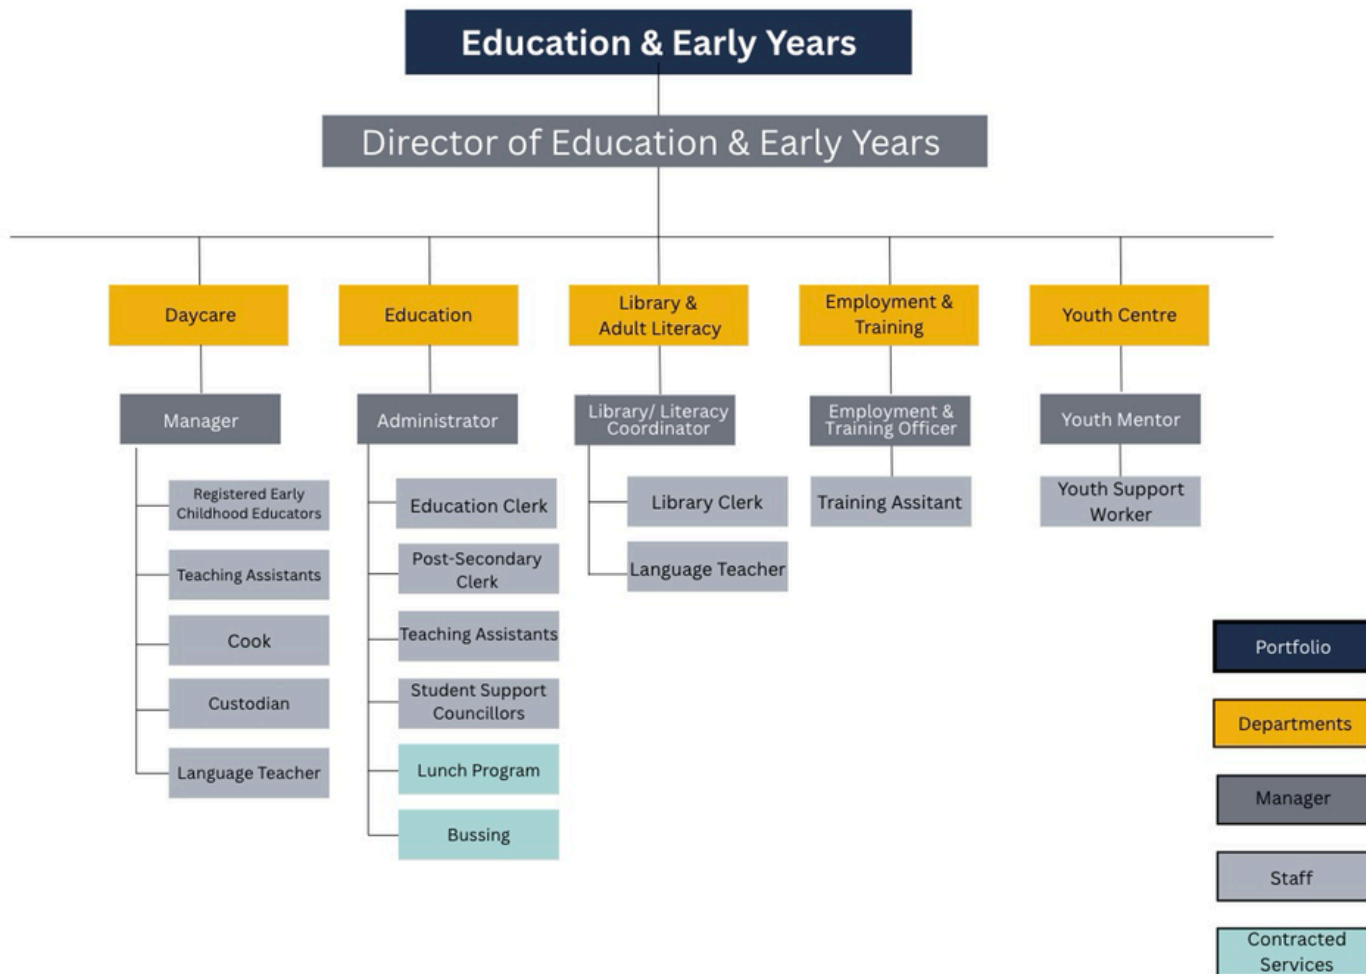 Education & Early Years
Director of Education & Early Years
Daycare
Education
Library &
Adult Literacy
Employment &
Training
Youth Centre
Manager
Administrator
Library/ Literacy
Coordinator
Employment &
Training Officer
Youth Mentor
Registered Early
Childhood Educators
Teaching Assistants
Cook
Custodian
Language Teacher
Education Clerk
Post-Secondary
Clerk
Teaching Assistants
Student Support
Councillors
Lunch Program
Bussing
Library Clerk
Language Teacher
Training Assitant
Youth Support
Worker
Portfolio
Departments
Manager
Staff
Contracted
Services